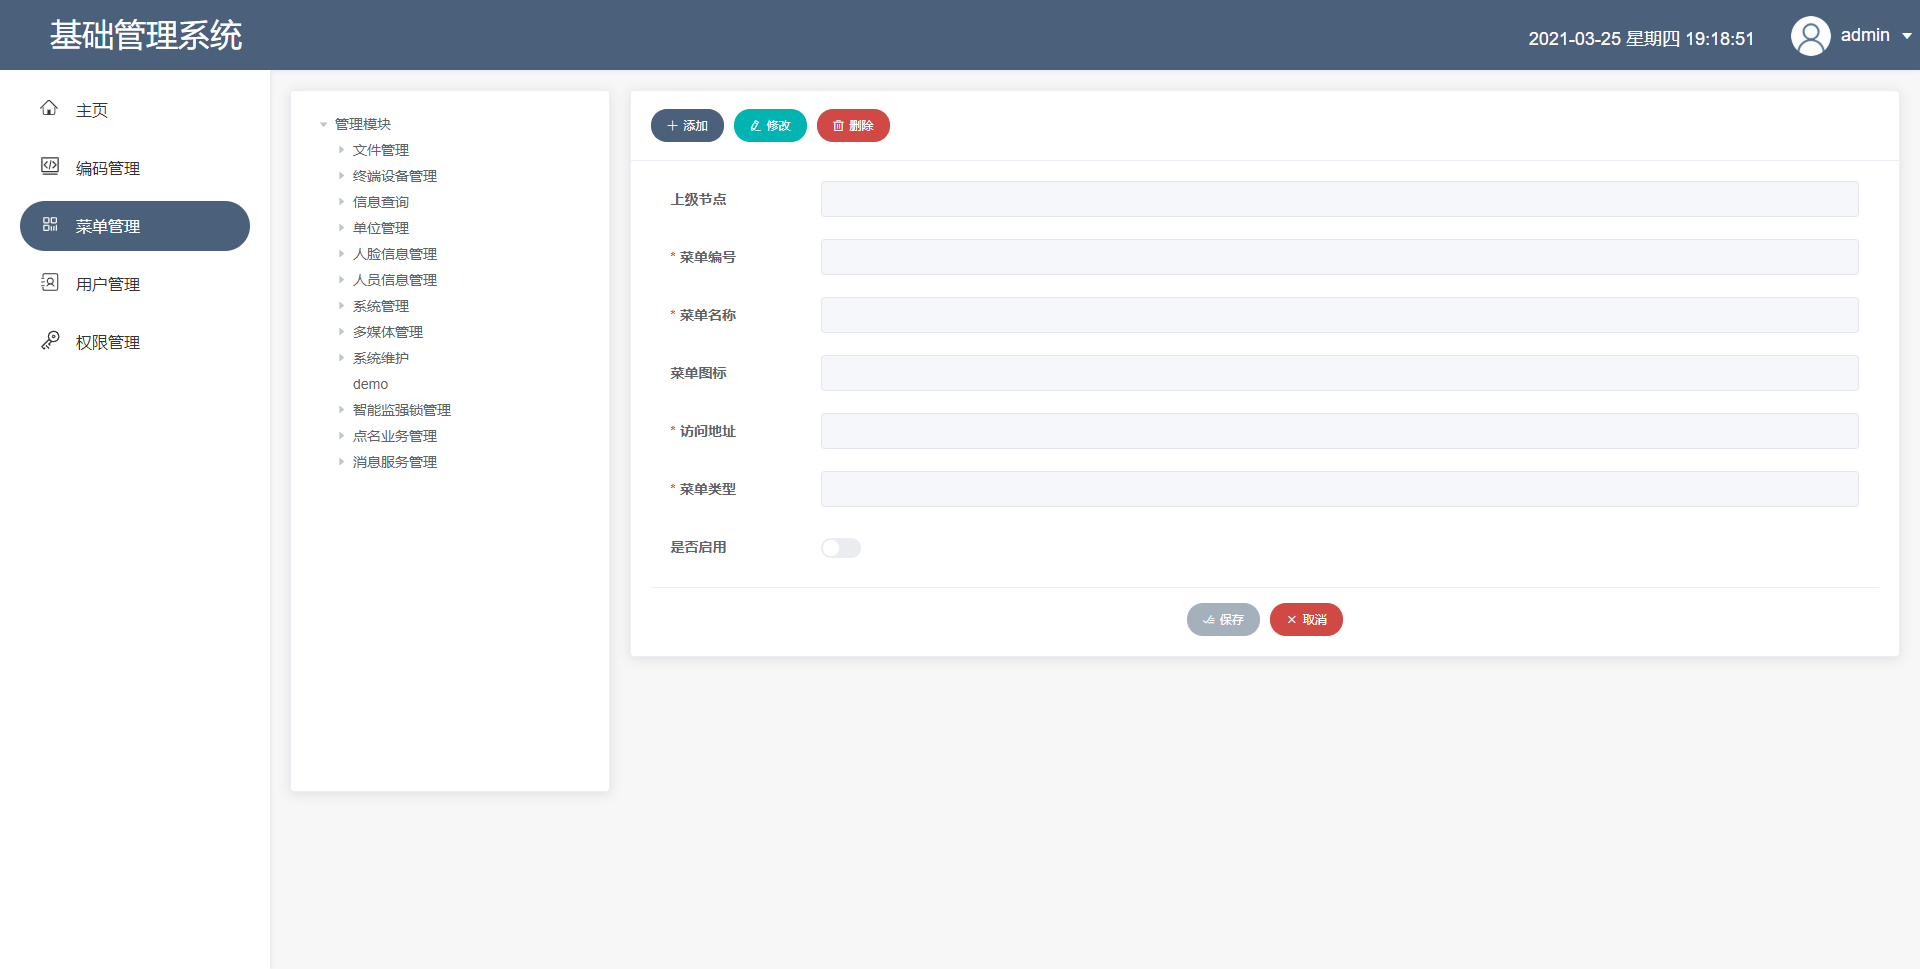 基础管理系统
2021-03-25 星期四 19:18:51
admin
主页
编码管理
菜单管理
用户管理
权限管理
管理模块
文件管理
终端设备管理
信息查询
单位管理
人脸信息管理
人员信息管理
系统管理
多媒体管理
系统维护
demo
智能监强锁管理
点名业务管理
消息服务管理
添加
修改
删除
上级节点
* 菜单编号
* 菜单名称
菜单图标
* 访问地址
* 菜单类型
是否启用
保存
取消